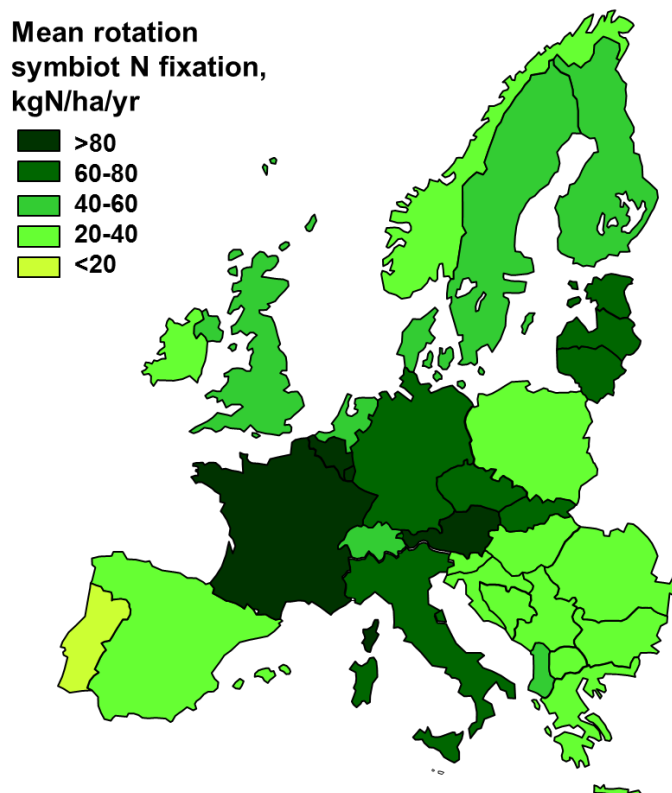 Mean rotation
symbiot N fixation,
kgN/ha/yr
>80
60-80
40-60
20-40
<20